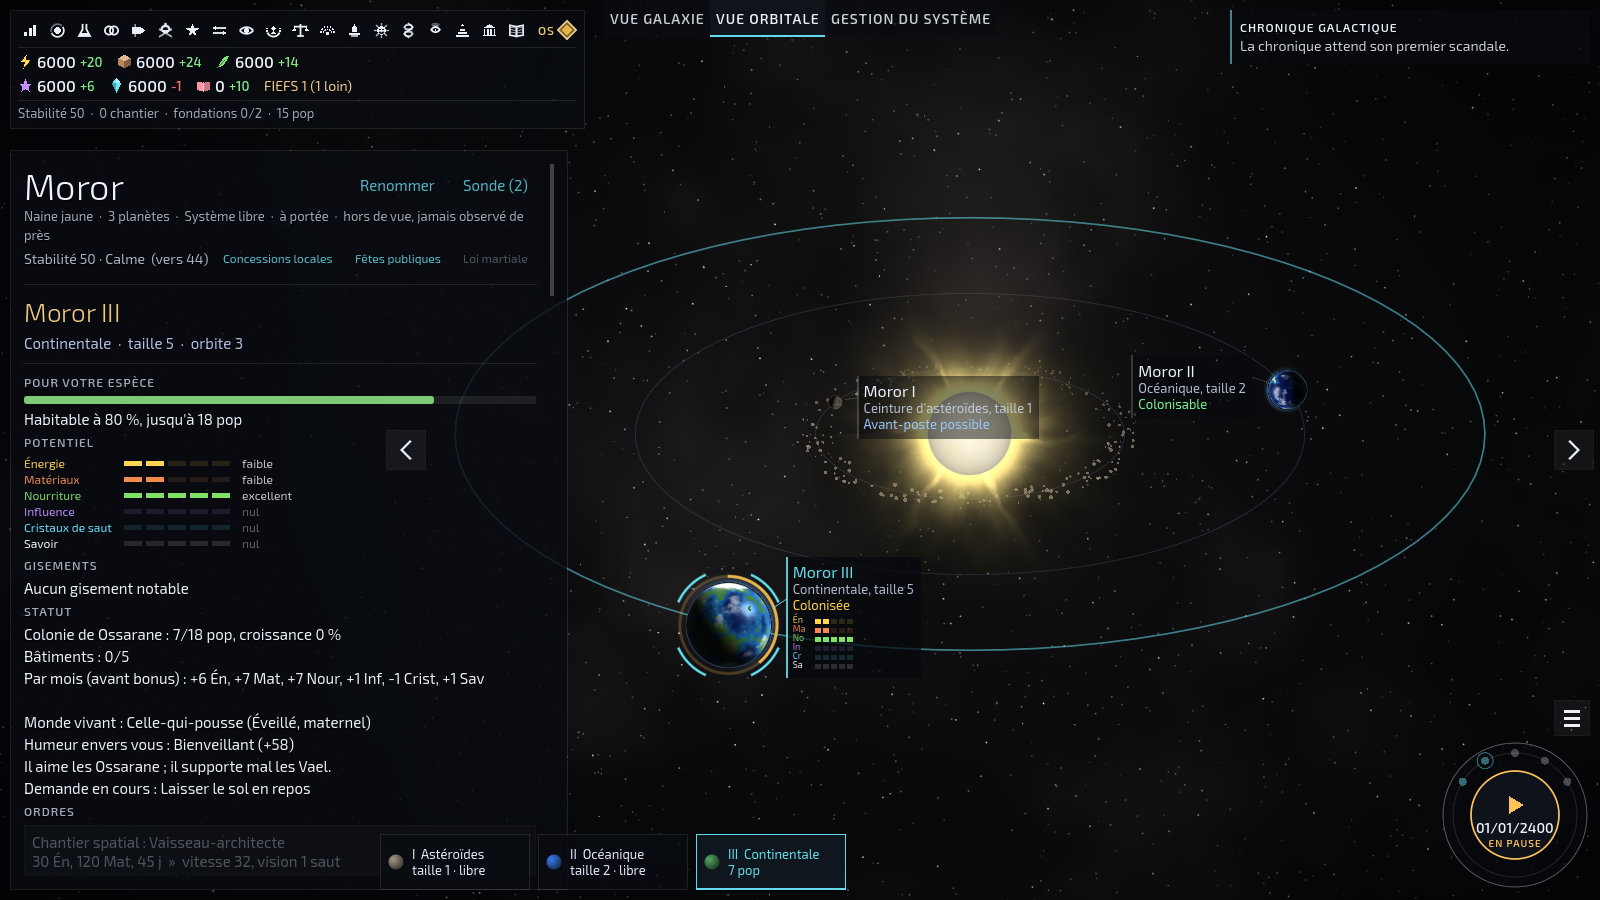 OS
VUE GALAXIE
VUE ORBITALE
GESTION DU SYSTÈME
6000 +20
6000 +24
6000 +14
6000 +6
6000 -1
0 +10
FIEFS 1 (1 loin)
Stabilité 50 · 0 chantier · fondations 0/2 · 15 pop
CHRONIQUE GALACTIQUE
La chronique attend son premier scandale.
Moror
Renommer
Sonde (2)
Naine jaune · 3 planètes · Système libre · à portée · hors de vue, jamais observé de
près
Stabilité 50 · Calme (vers 44)
Concessions locales
Fêtes publiques
Loi martiale
Moror III
Continentale · taille 5 · orbite 3
POUR VOTRE ESPÈCE
Habitable à 80 %, jusqu'à 18 pop
POTENTIEL
Énergie faible
Matériaux faible
Nourriture excellent
Influence nul
Cristaux de saut nul
Savoir nul
GISEMENTS
Aucun gisement notable
STATUT
Colonie de Ossarane : 7/18 pop, croissance 0 %
Bâtiments : 0/5
Par mois (avant bonus) : +6 Én, +7 Mat, +7 Nour, +1 Inf, -1 Crist, +1 Sav
Monde vivant : Celle-qui-pousse (Éveillé, maternel)
Humeur envers vous : Bienveillant (+58)
Il aime les Ossarane ; il supporte mal les Vael.
Demande en cours : Laisser le sol en repos
ORDRES
Chantier spatial : Vaisseau-architecte
30 Én, 120 Mat, 45 j » vitesse 32, vision 1 saut
Moror I
Ceinture d'astéroïdes, taille 1
Avant-poste possible
Moror II
Océanique, taille 2
Colonisable
Moror III
Continentale, taille 5
Colonisée
En
Ma
No
In
Cr
Sa
I Astéroïdes
taille 1 · libre
II Océanique
taille 2 · libre
III Continentale
7 pop
01/01/2400
EN PAUSE